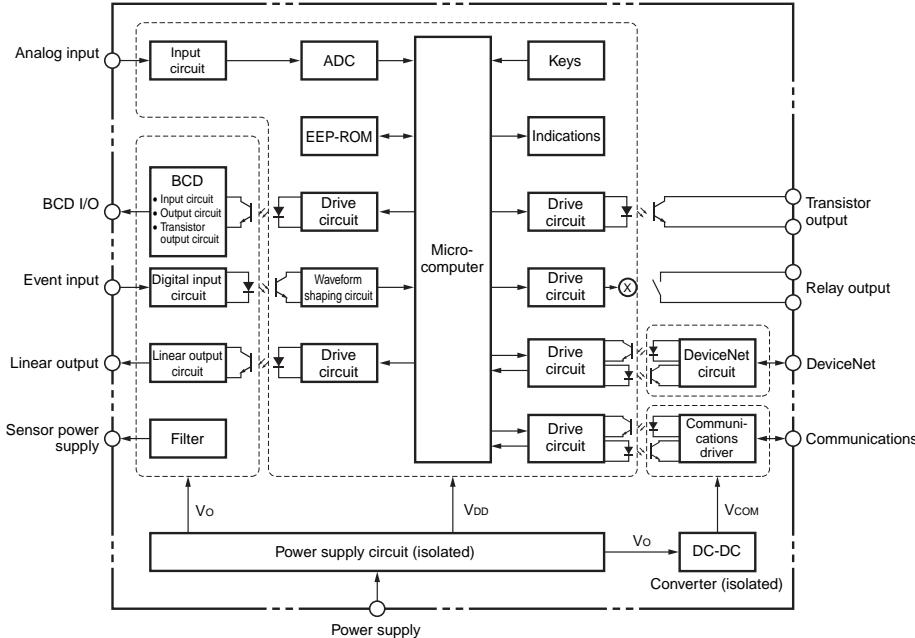 Analog input
Input
circuit
ADC
Keys
EEP-ROM
Indications
BCD I/O
BCD
• Input circuit
• Output circuit
• Transistor
output circuit
Drive
circuit
Micro-
computer
Drive
circuit
Transistor
output
Event input
Digital input
circuit
Waveform
shaping circuit
Drive
circuit
X
Relay output
Linear output
Linear output
circuit
Drive
circuit
Drive
circuit
DeviceNet
circuit
DeviceNet
Sensor power
supply
Filter
Drive
circuit
Communi-
cations
driver
Communications
VO
VDD
VCOM
Power supply circuit (isolated)
VO
DC-DC
Converter (isolated)
Power supply